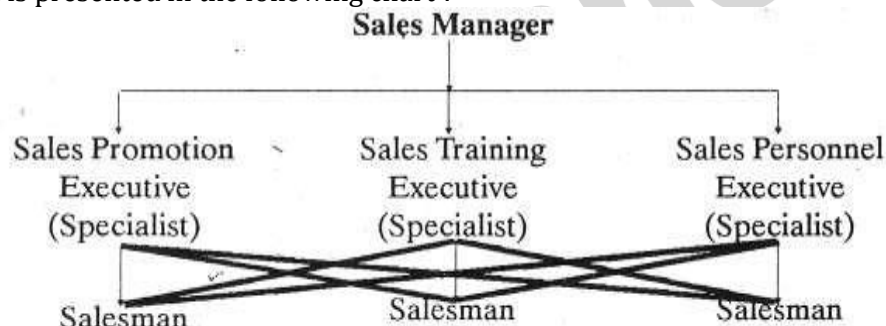 is presented in the following chart :
Sales Manager
Sales Promotion Sales Training Sales Personnel
Executive Executive Executive
(Specialist) (Specialist) (Specialist)
Salesman Salesman Salesman